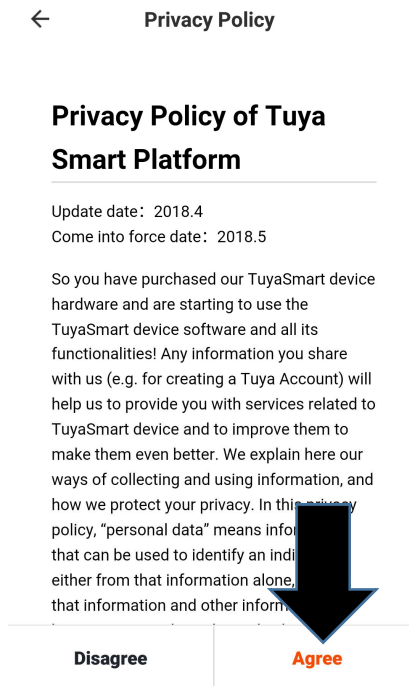 Privacy Policy
Privacy Policy of Tuya
Smart Platform
Update date：2018.4
Come into force date：2018.5
So you have purchased our TuyaSmart device
hardware and are starting to use the
TuyaSmart device software and all its
functionalities! Any information you share
with us (e.g. for creating a Tuya Account) will
help us to provide you with services related to
TuyaSmart device and to improve them to
make them even better. We explain here our
ways of collecting and using information, and
how we protect your privacy. In this privacy
policy, “personal data” means
that can be used to identify an
either from that information alone,
that information and other
Disagree
Agree